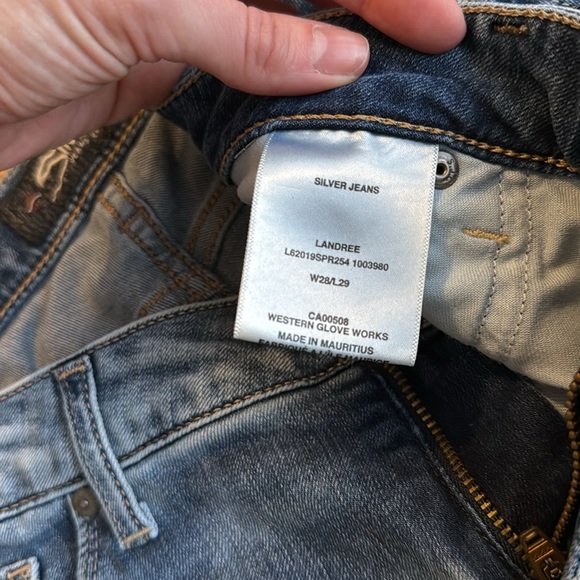 SILVER JEANS
LANDREE
L62019SPR254 1003980
W28/L29
CA00508
WESTERN GLOVE WORKS
MADE IN MAURITIUS